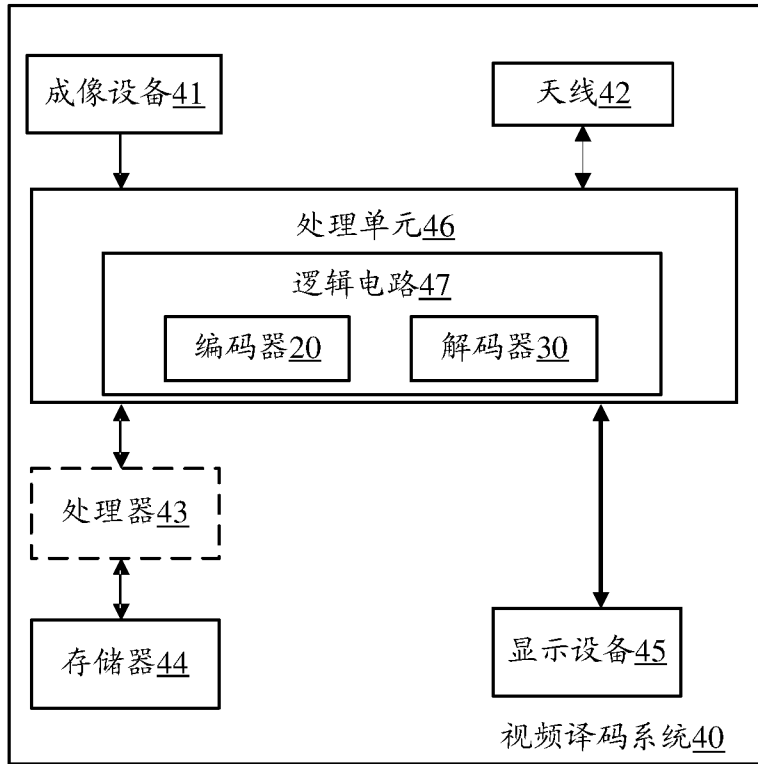 成像设备41
天线42
处理单元46
逻辑电路47
编码器20
解码器30
处理器43
存储器44
显示设备45
视频译码系统40